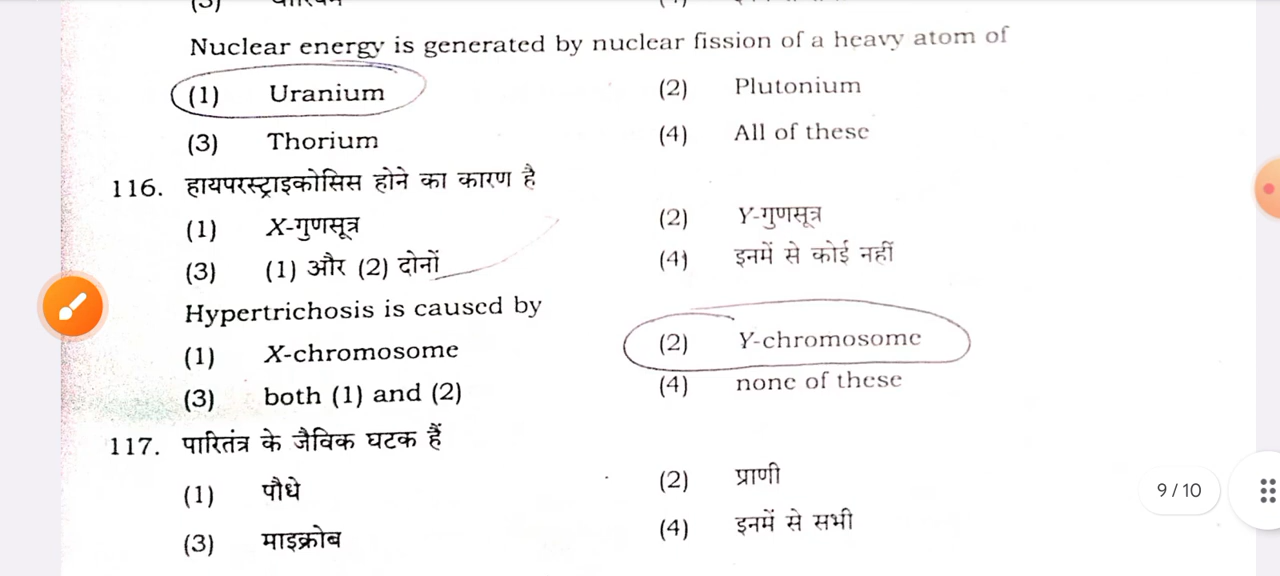 Nuclear energy is generated by nuclear fission of a heavy atom of
(1) Uranium (2) Plutonium
(3) Thorium (4) All of these
116. हायपरस्ट्राइकोसिस होने का कारण है
(1) X-गुणसूत्र (2) Y-गुणसूत्र
(3) (1) और (2) दोनों (4) इनमें से कोई नहीं
Hypertrichosis is caused by
(1) X-chromosome (2) Y-chromosome
(3) both (1) and (2) (4) none of these
117. पारितंत्र के जैविक घटक हैं
(1) पौधे (2) प्राणी
(3) माइक्रोब (4) इनमें से सभी
9 / 10